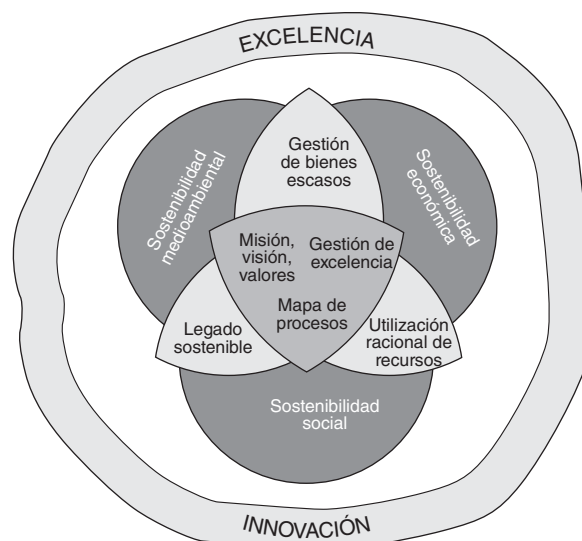 EXCELENCIA
Gestión
de bienes
escasos
Sostenibilidad
medioambiental
Sostenibilidad
económica
Misión,
visión,
valores
Gestión de
excelencia
Mapa de
procesos
Legado
sostenible
Utilización
racional de
recursos
Sostenibilidad
social
INNOVACIÓN